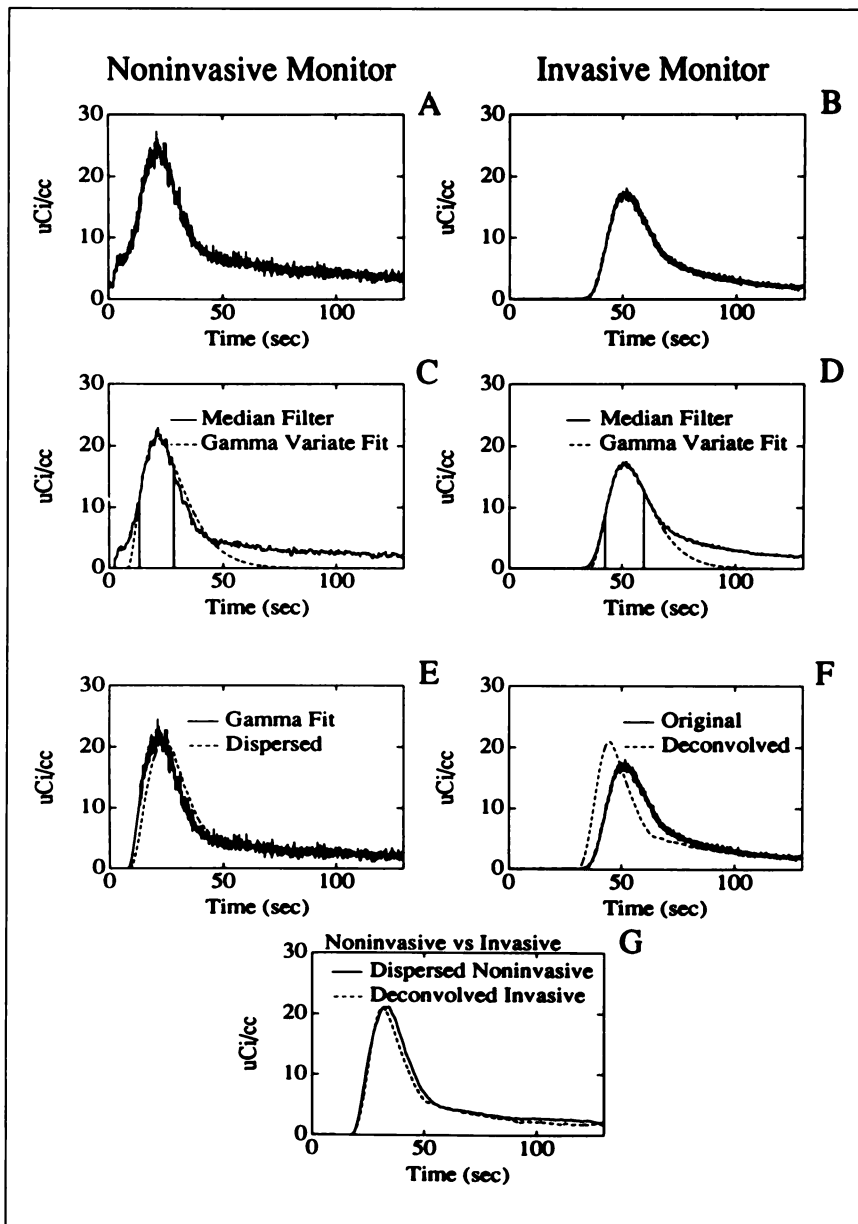 Noninvasive Monitor
Invasive Monitor
A
30
20
10
0
uCi/cc
0
50
100
Time (sec)
B
30
20
10
0
uCi/cc
0
50
100
Time (sec)
C
30
20
10
0
uCi/cc
Median Filter
Gamma Variate Fit
0
50
100
Time (sec)
D
30
20
10
0
uCi/cc
Median Filter
Gamma Variate Fit
0
50
100
Time (sec)
E
30
20
10
0
uCi/cc
Gamma Fit
Dispersed
0
50
100
Time (sec)
F
30
20
10
0
uCi/cc
Original
Deconvolved
0
50
100
Time (sec)
Noninvasive vs Invasive
G
30
20
10
0
uCi/cc
Dispersed Noninvasive
Deconvolved Invasive
0
50
100
Time (sec)